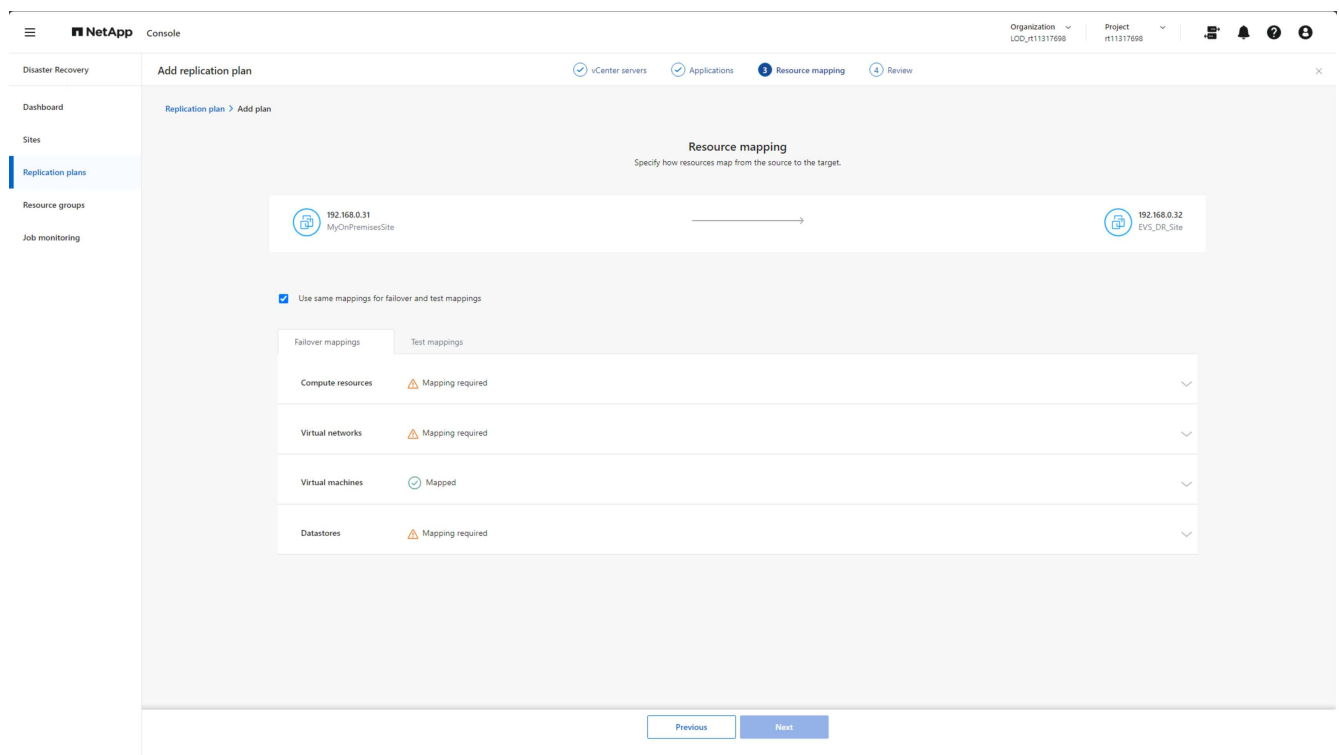 NetApp Console
Organization
LOD_rt11317698
Project
rt11317698
Disaster Recovery
Add replication plan
vCenter servers
Applications
3 Resource mapping
4 Review
Dashboard
Sites
Replication plans
Resource groups
Job monitoring
Replication plan > Add plan
Resource mapping
Specify how resources map from the source to the target.
192.168.0.31
MyOnPremisesSite
192.168.0.32
EVS_DR_Site
Use same mappings for failover and test mappings
Failover mappings
Test mappings
Compute resources
Mapping required
Virtual networks
Mapping required
Virtual machines
Mapped
Datastores
Mapping required
Previous
Next